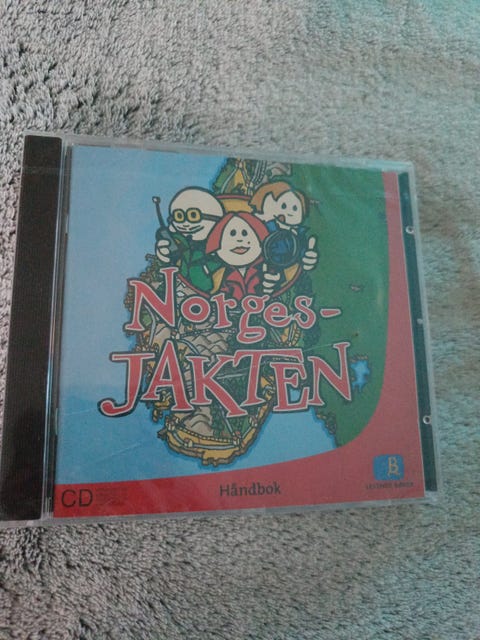 Norges-
JAKTEN
CD
Håndbok
B